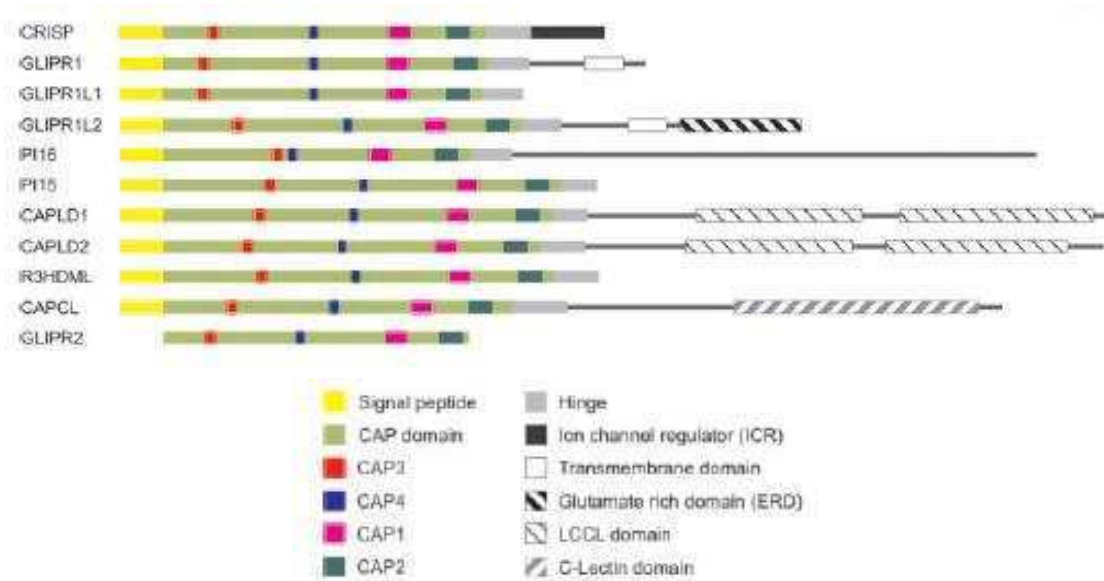 CRISP
GLIPR1
GLIPR1L1
GLIPR1L2
PI16
PI15
CAPLD1
CAPLD2
R3HDML
CAPCL
GLIPR2
Signal peptide
CAP domain
CAP3
CAP4
CAP1
CAP2
Hinge
Ion channel regulator (ICR)
Transmembrane domain
Glutamate rich domain (ERD)
LCCL domain
C-Lectin domain